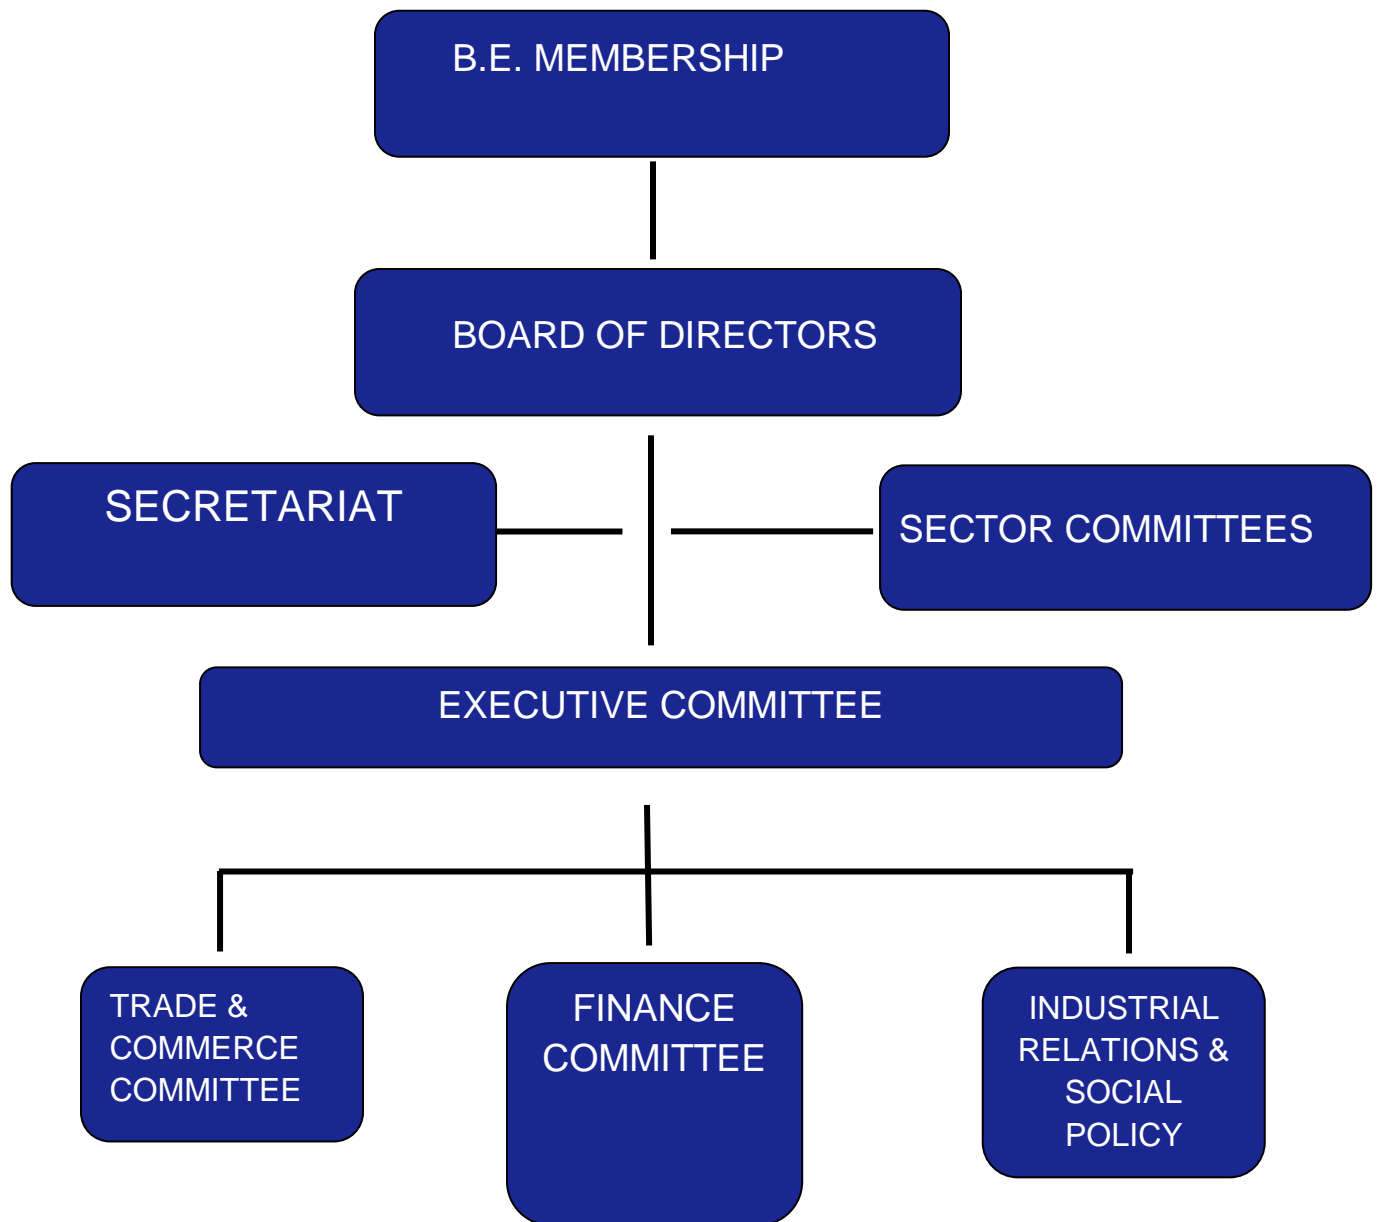 B.E. MEMBERSHIP
BOARD OF DIRECTORS
SECRETARIAT
SECTOR COMMITTEES
EXECUTIVE COMMITTEE
TRADE &
COMMERCE
COMMITTEE
FINANCE
COMMITTEE
INDUSTRIAL
RELATIONS &
SOCIAL
POLICY